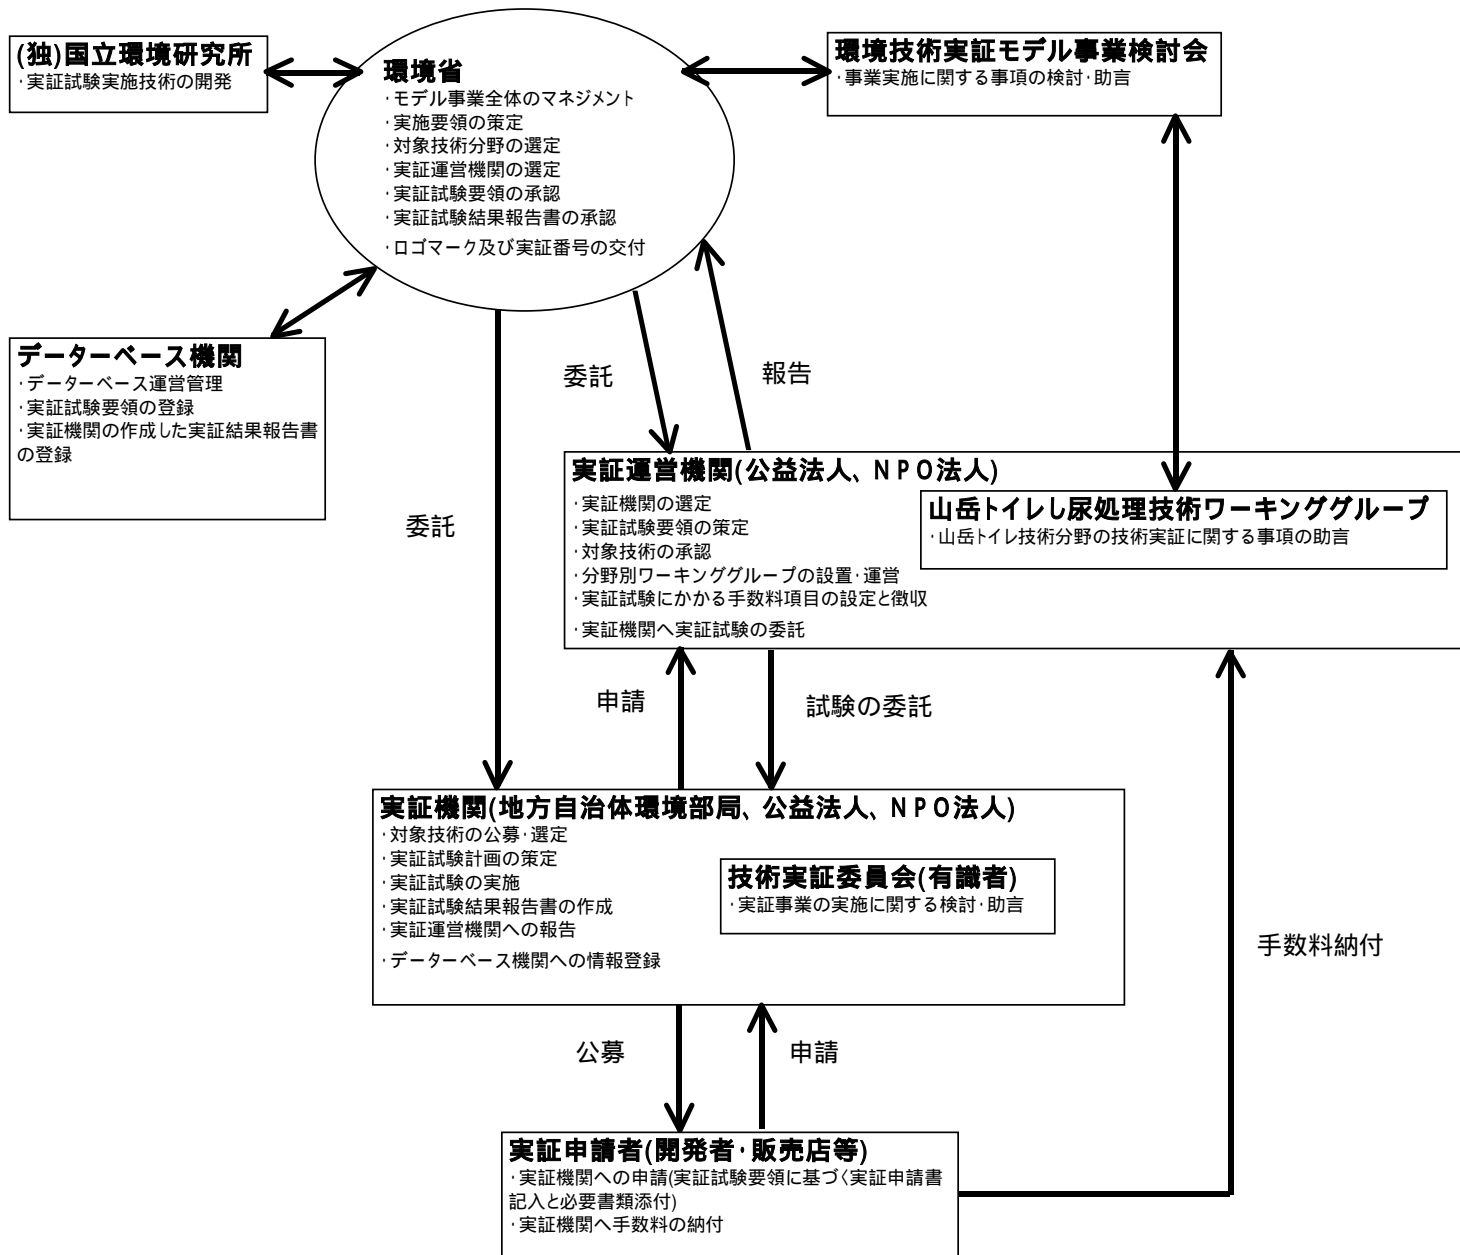 (独)国立環境研究所
・実証試験実施技術の開発
環境省
・モデル事業全体のマネジメント
・実施要領の策定
・対象技術分野の選定
・実証運営機関の選定
・実証試験要領の承認
・実証試験結果報告書の承認
・ロゴマーク及び実証番号の交付
環境技術実証モデル事業検討会
・事業実施に関する事項の検討・助言
データーベース機関
・データーベース運営管理
・実証試験要領の登録
・実証機関の作成した実証結果報告書
の登録
委託
報告
委託
実証運営機関(公益法人、NPO法人)
・実証機関の選定
・実証試験要領の策定
・対象技術の承認
・分野別ワーキンググループの設置・運営
・実証試験にかかる手数料項目の設定と徴収
・実証機関へ実証試験の委託
山岳トイレし尿処理技術ワーキンググループ
・山岳トイレ技術分野の技術実証に関する事項の助言
申請
試験の委託
実証機関(地方自治体環境部局、公益法人、NPO法人)
・対象技術の公募・選定
・実証試験計画の策定
・実証試験の実施
・実証試験結果報告書の作成
・実証運営機関への報告
・データーベース機関への情報登録
技術実証委員会(有識者)
・実証事業の実施に関する検討・助言
手数料納付
公募
申請
実証申請者(開発者・販売店等)
・実証機関への申請(実証試験要領に基づく実証申請書
記入と必要書類添付)
・実証機関へ手数料の納付